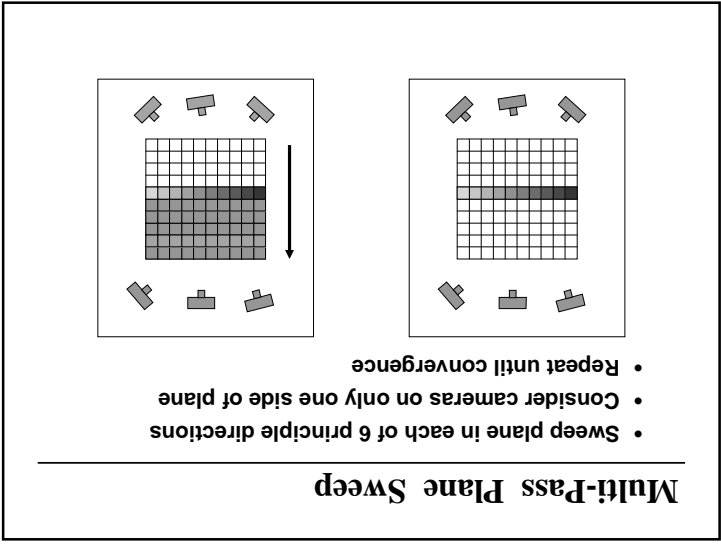 Multi-Pass Plane Sweep
• Sweep plane in each of 6 principle directions
• Consider cameras on only one side of plane
• Repeat until convergence